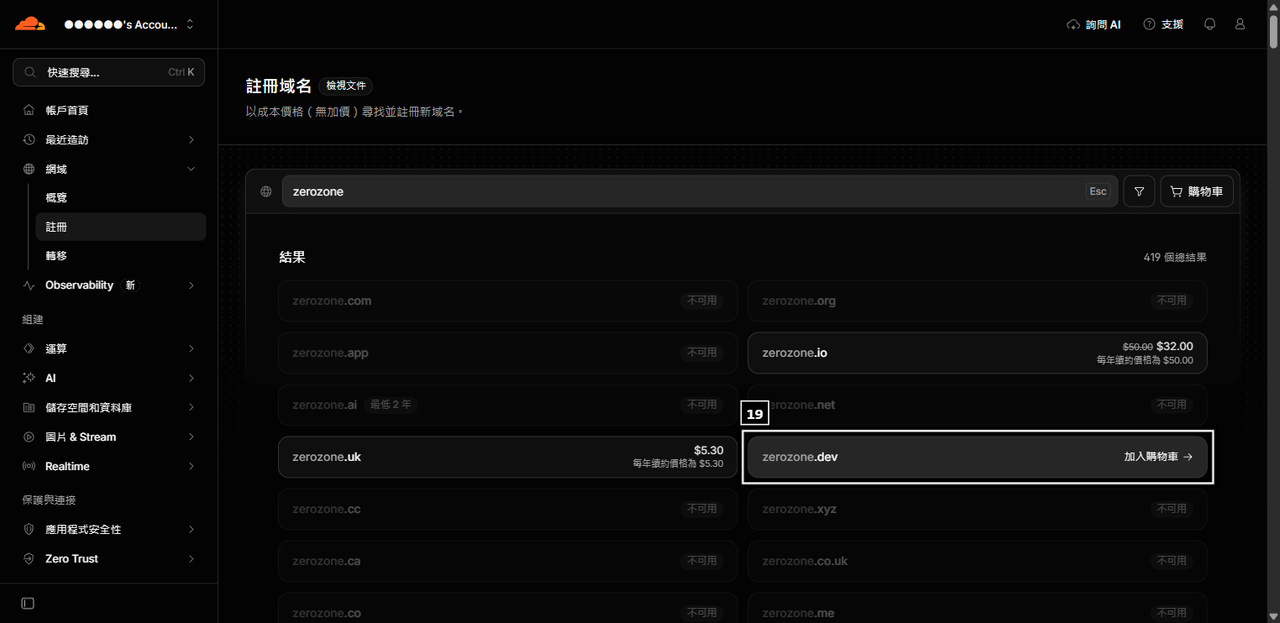 ●●●●●●'s Accou...
詢問 AI
支援
快速搜尋...
Ctrl K
帳戶首頁
最近造訪
網域
概覽
註冊
轉移
Observability 新
組建
運算
AI
儲存空間和資料庫
圖片 & Stream
Realtime
保護與連接
應用程式安全性
Zero Trust
註冊域名 檢視文件
以成本價格(無加價)尋找並註冊新域名。
zerozone
Esc
購物車
結果
419 個總結果
zerozone.com 不可用
zerozone.org 不可用
zerozone.app 不可用
zerozone.io $50.00 $32.00
每年續約價格為 $50.00
zerozone.ai 最低 2 年 不可用
19
erozone.net 不可用
zerozone.uk $5.30
每年續約價格為 $5.30
zerozone.dev 加入購物車 →
zerozone.cc 不可用
zerozone.xyz 不可用
zerozone.ca 不可用
zerozone.co.uk 不可用
zerozone.co 不可用
zerozone.me 不可用